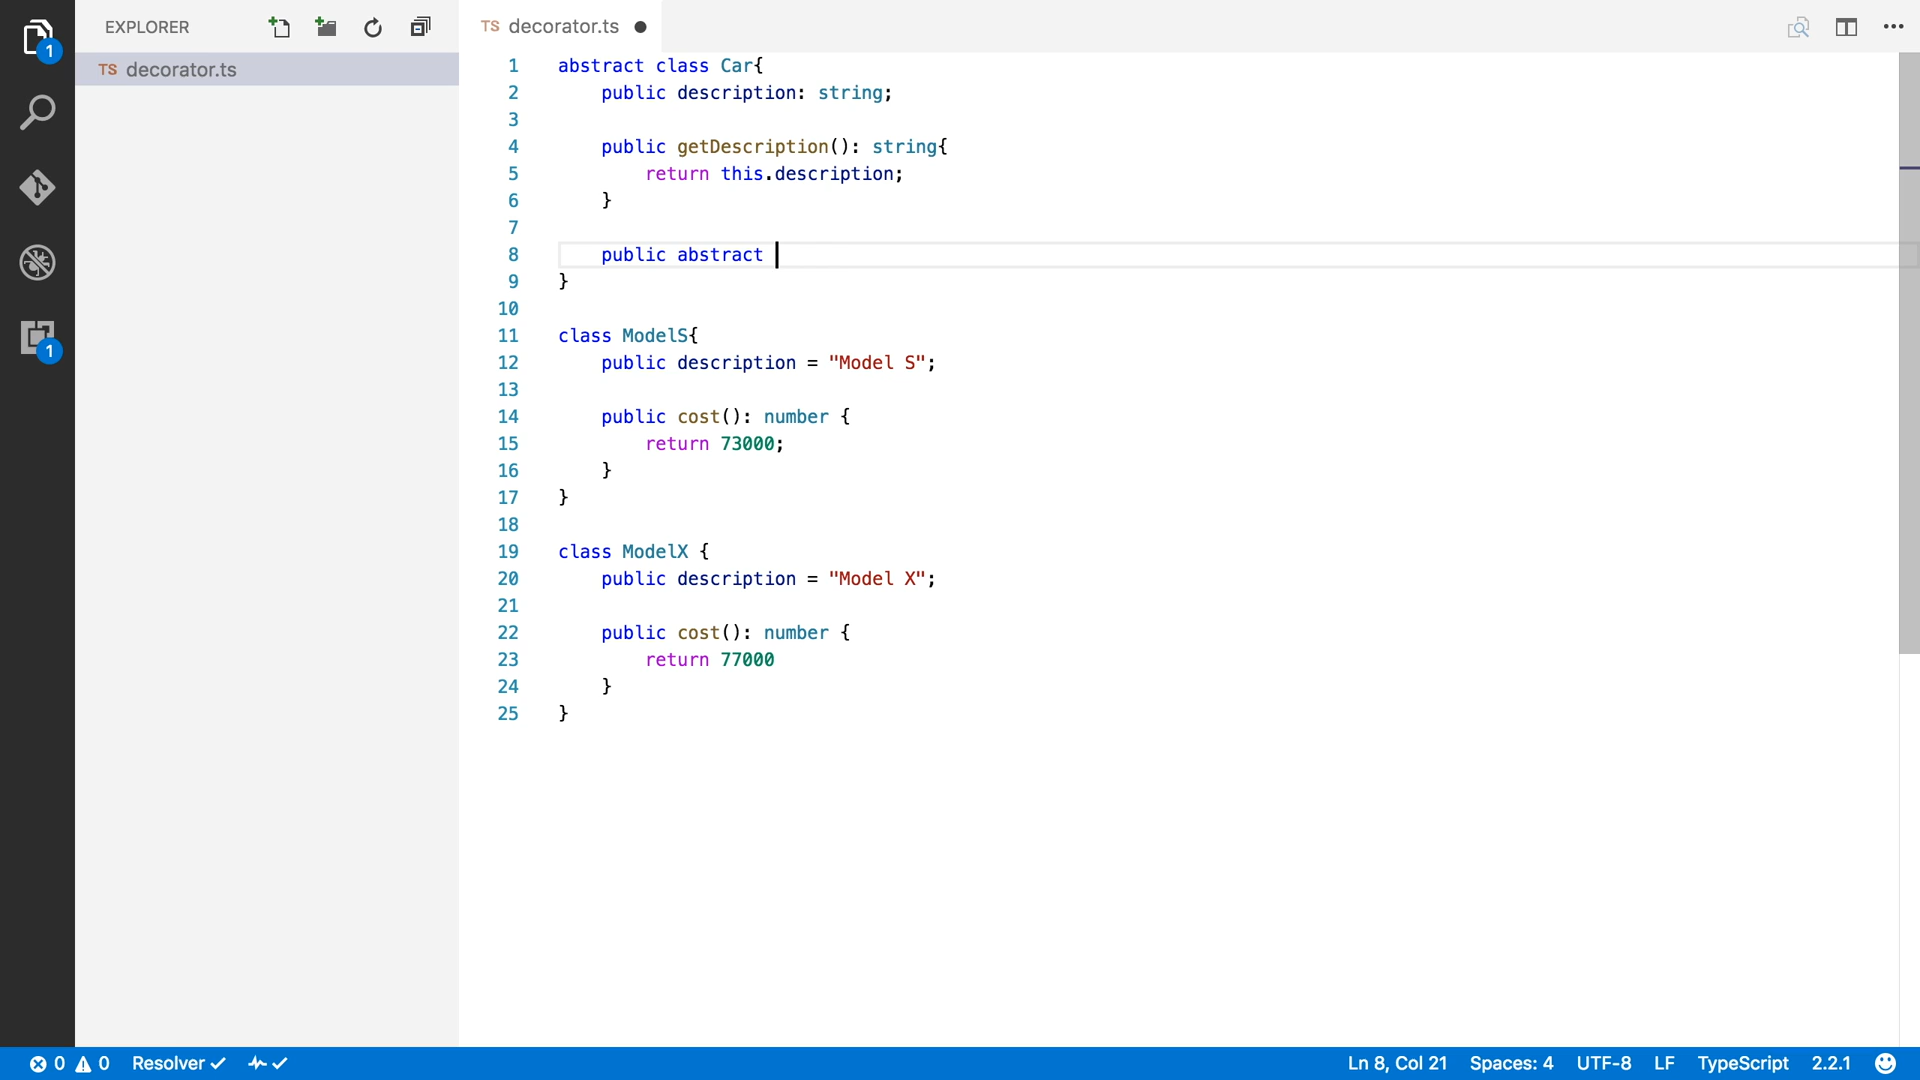 EXPLORER
TS decorator.ts
1
1
TS decorator.ts
1 abstract class Car{
2 public description: string;
3
4 public getDescription(): string{
5 return this.description;
6 }
7
8 public abstract
9 }
10
11 class ModelS{
12 public description = "Model S";
13
14 public cost(): number {
15 return 73000;
16 }
17 }
18
19 class ModelX {
20 public description = "Model X";
21
22 public cost(): number {
23 return 77000
24 }
25 }
0 0 Resolver Ln 8, Col 21 Spaces: 4 UTF-8 LF TypeScript 2.2.1